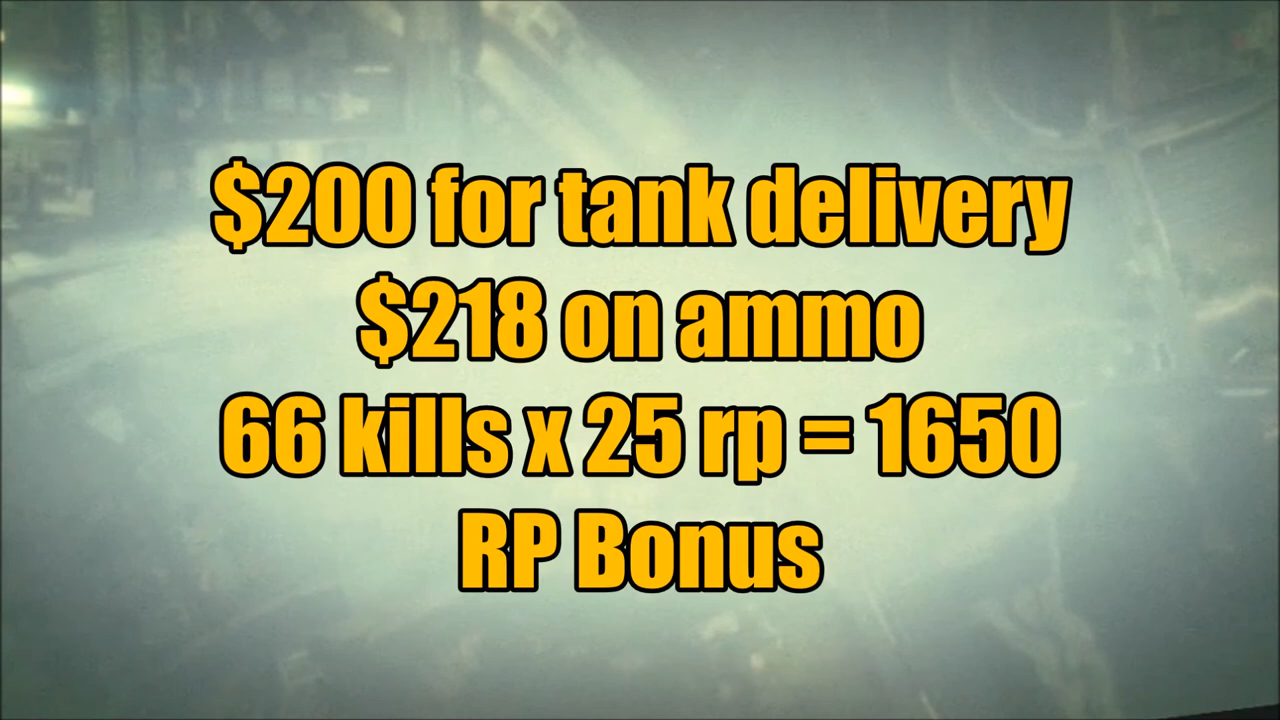 $200 for tank delivery
$218 on ammo
66 kills x 25 rp = 1650
RP Bonus